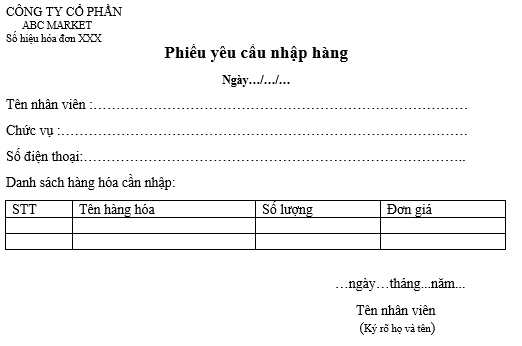 CÔNG TY CỔ PHẦN
ABC MARKET
Số hiệu hóa đơn XXX
Phiếu yêu cầu nhập hàng
Ngày…/…/…
Tên nhân viên :……………………………………………………………
Chức vụ :…………………………………………………………………
Số điện thoại:……………………………………………………………..
Danh sách hàng hóa cần nhập:
STT Tên hàng hóa Số lượng Đơn giá
…ngày…tháng...năm...
Tên nhân viên
(Ký rõ họ và tên)